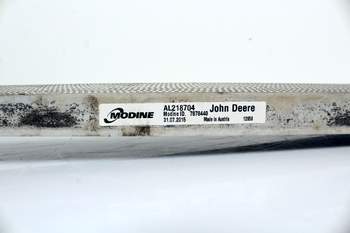 MODINE
AL218704 John Deere
Modine ID. 7878440
31.07.2015 Made in Austria